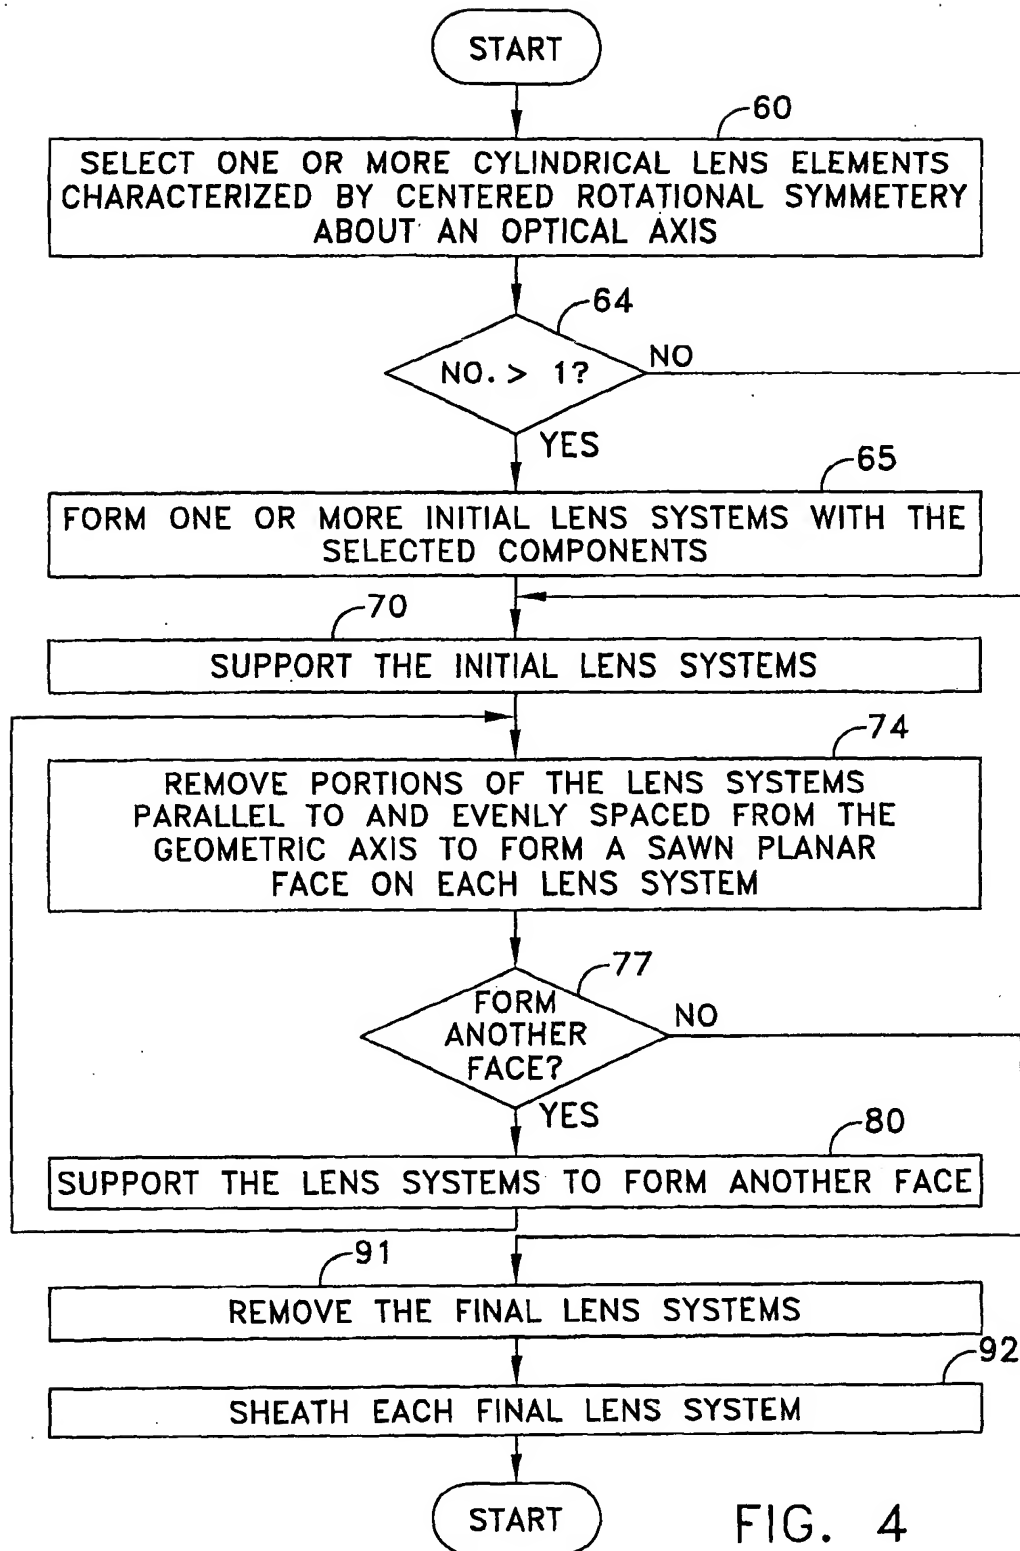 START
60
SELECT ONE OR MORE CYLINDRICAL LENS ELEMENTS
CHARACTERIZED BY CENTERED ROTATIONAL SYMMETERY
ABOUT AN OPTICAL AXIS
64
NO. > 1?
NO
YES
65
FORM ONE OR MORE INITIAL LENS SYSTEMS WITH THE
SELECTED COMPONENTS
70
SUPPORT THE INITIAL LENS SYSTEMS
74
REMOVE PORTIONS OF THE LENS SYSTEMS
PARALLEL TO AND EVENLY SPACED FROM THE
GEOMETRIC AXIS TO FORM A SAWN PLANAR
FACE ON EACH LENS SYSTEM
77
FORM
ANOTHER
FACE?
NO
YES
80
SUPPORT THE LENS SYSTEMS TO FORM ANOTHER FACE
91
REMOVE THE FINAL LENS SYSTEMS
92
SHEATH EACH FINAL LENS SYSTEM
START
FIG. 4